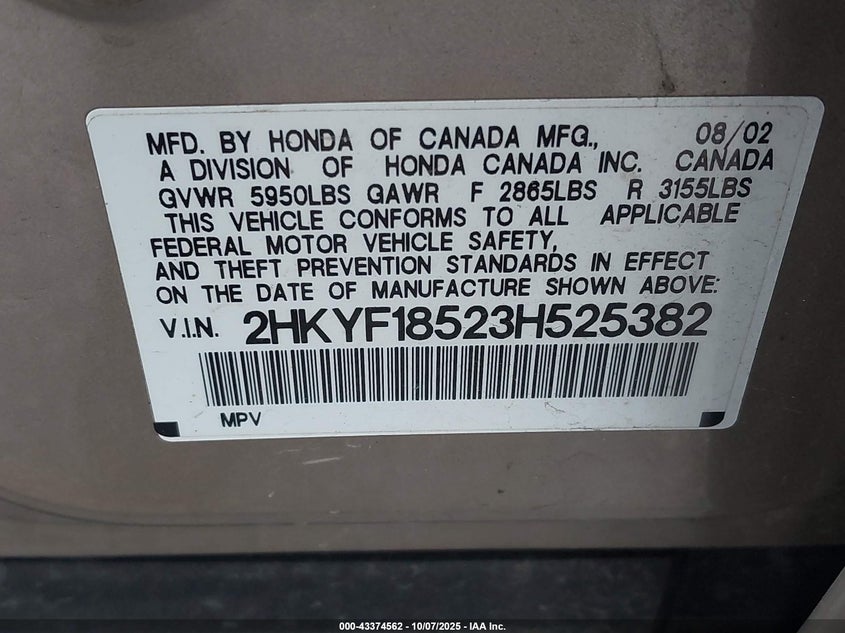 MFD. BY HONDA OF CANADA MFG., 08/02
A DIVISION OF HONDA CANADA INC. CANADA
GVWR 5950LBS GAWR F 2865LBS R 3155LBS
THIS VEHICLE CONFORMS TO ALL APPLICABLE
FEDERAL MOTOR VEHICLE SAFETY,
AND THEFT PREVENTION STANDARDS IN EFFECT
ON THE DATE OF MANUFACTURE SHOWN ABOVE:
V.I.N. 2HKYF18523H525382
MPV
000-43374562 - 10/07/2025 - IAA Inc.